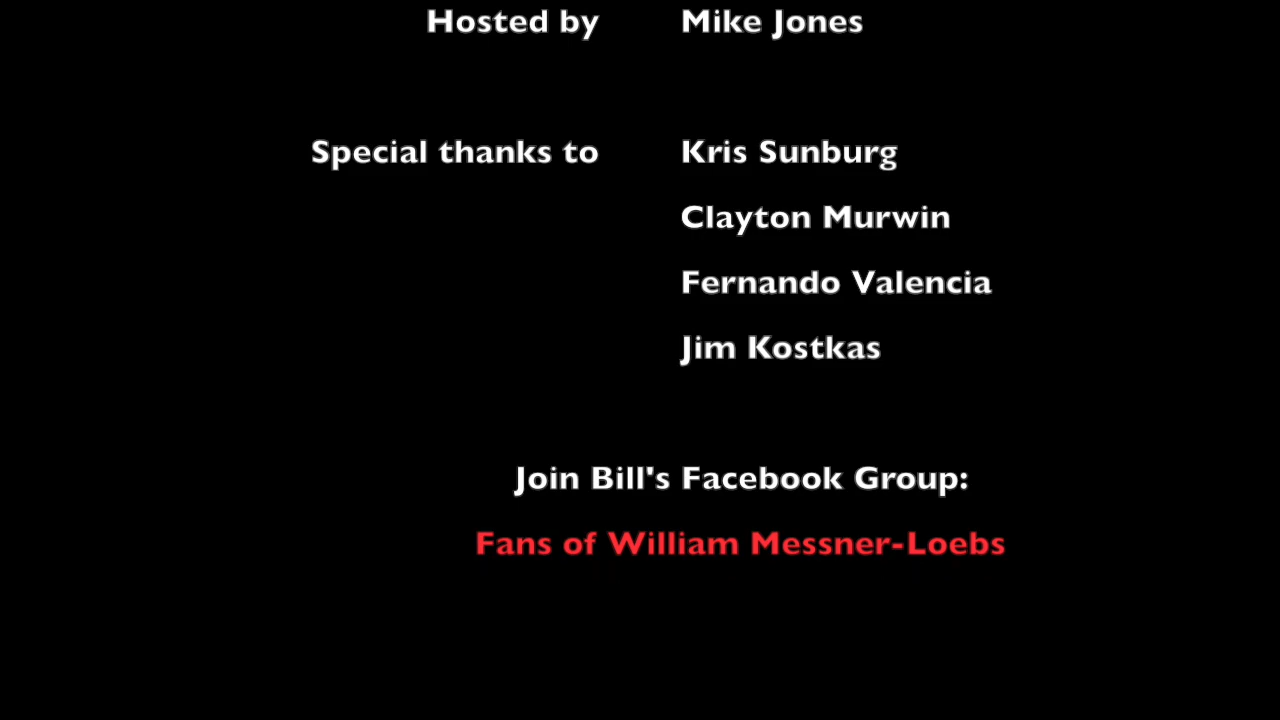 Hosted by Mike Jones
Special thanks to Kris Sunburg
Clayton Murwin
Fernando Valencia
Jim Kostkas
Join Bill's Facebook Group:
Fans of William Messner-Loebs